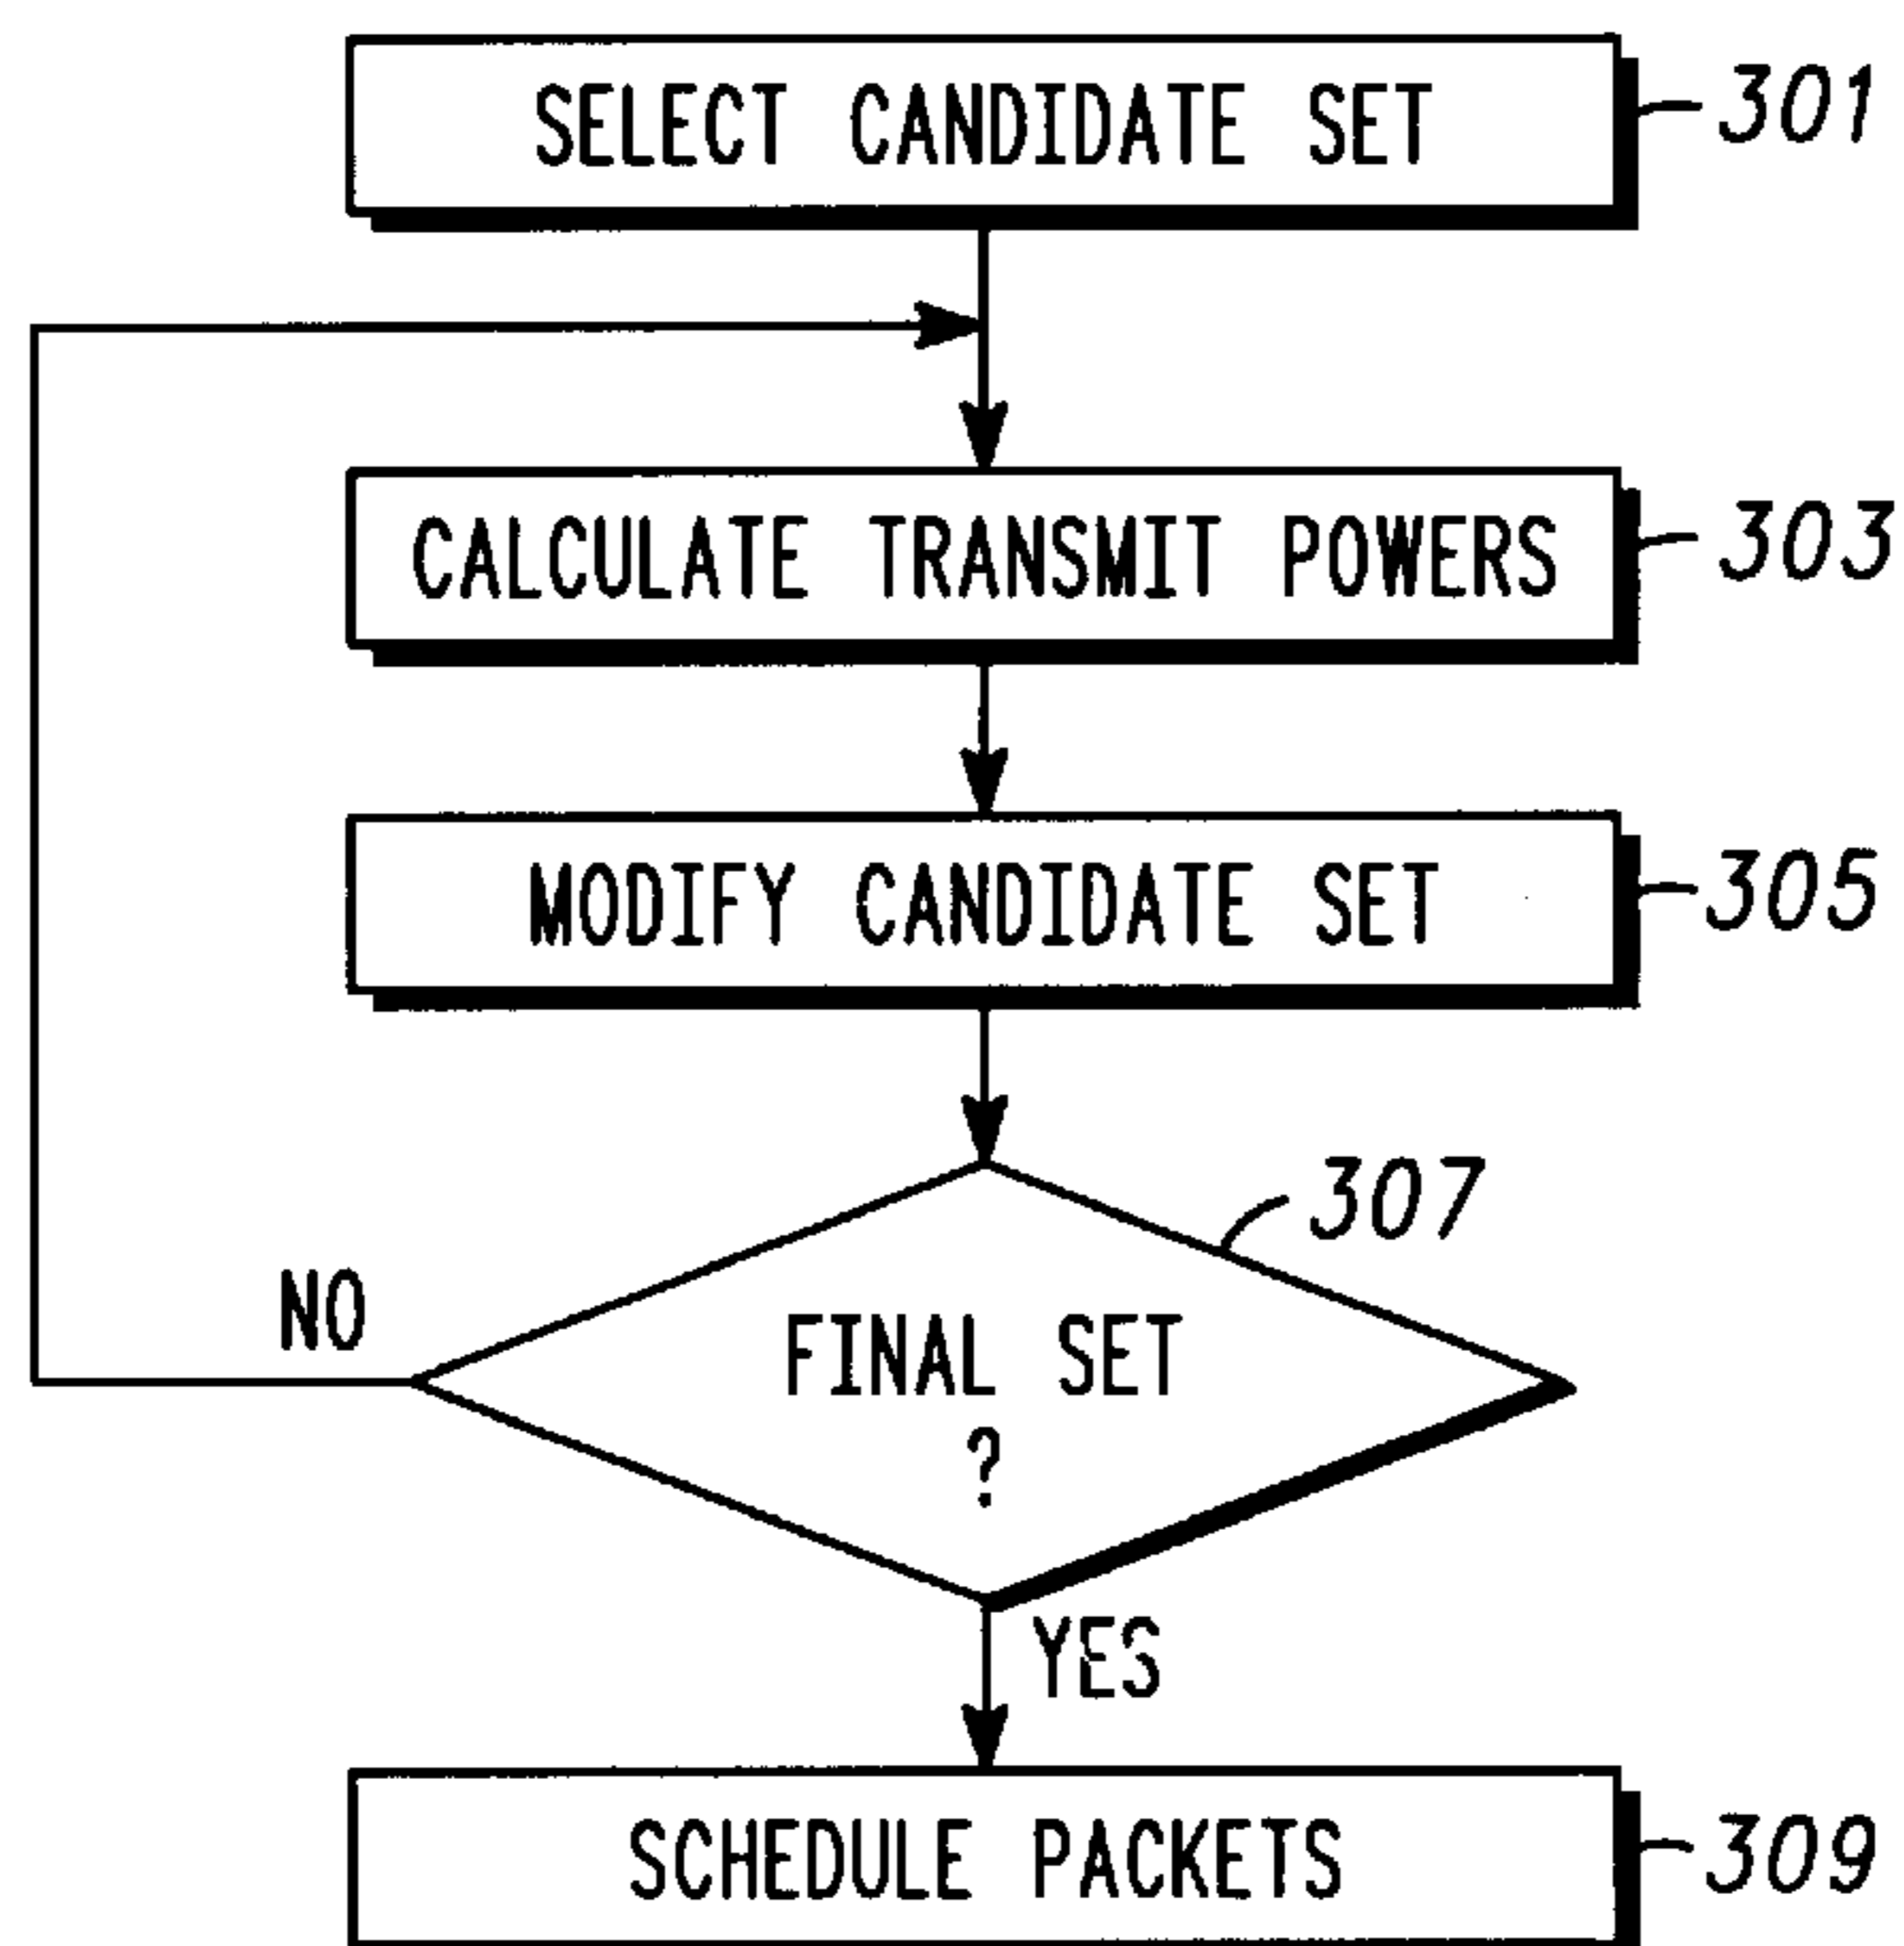 SELECT CANDIDATE SET
301
CALCULATE TRANSMIT POWERS
303
MODIFY CANDIDATE SET
305
307
NO
FINAL SET
?
YES
SCHEDULE PACKETS
309